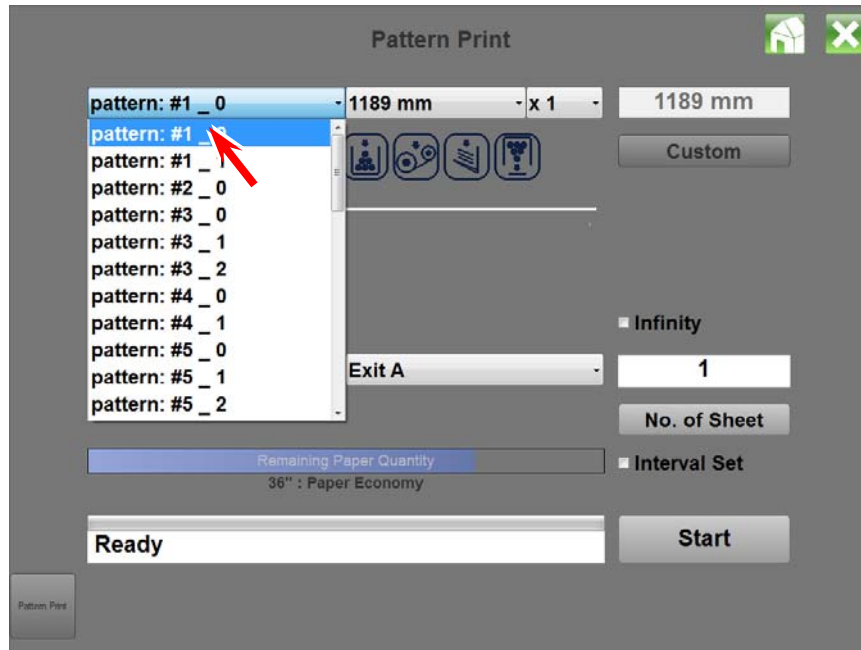 Pattern Print
pattern: #1 _ 0
1189 mm
x 1
1189 mm
pattern: #1 _ 0
Custom
pattern: #1 _ 1
pattern: #2 _ 0
pattern: #3 _ 0
pattern: #3 _ 1
pattern: #3 _ 2
pattern: #4 _ 0
pattern: #4 _ 1
Infinity
pattern: #5 _ 0
pattern: #5 _ 1
Exit A
1
pattern: #5 _ 2
No. of Sheet
Remaining Paper Quantity
Interval Set
36" : Paper Economy
Ready
Start
Pattern Print